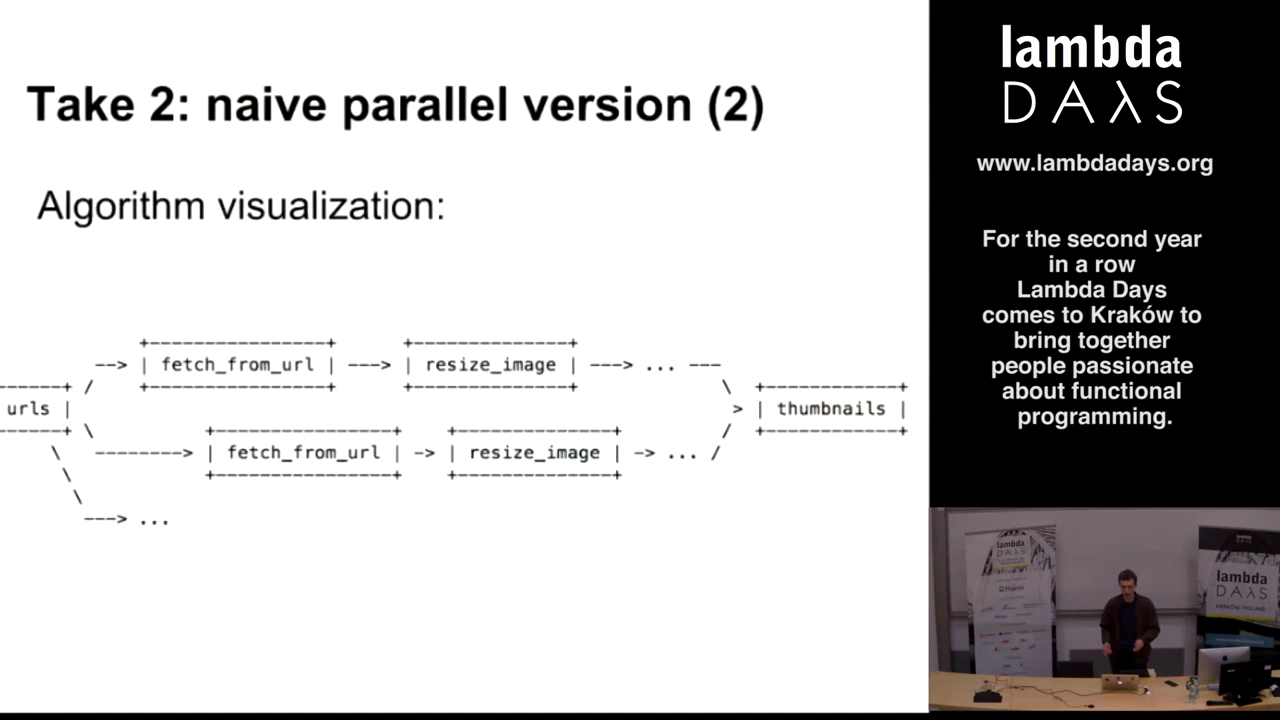 Take 2: naive parallel version (2)
Algorithm visualization:
+---------------+      +-------------+
--> | fetch_from_url | ---> | resize_image | ---> ... ---
------+ /   +---------------+      +-------------+      \  +-------------+
urls |      > | thumbnails |
------+ \      +---------------+    +-------------+      /  +-------------+
\  --------> | fetch_from_url | -> | resize_image | -> ... /
\      +---------------+    +-------------+
\
---> ...
lambda
DAλS
www.lambdadays.org
For the second year
in a row
Lambda Days
comes to Kraków to
bring together
people passionate
about functional
programming.
lambda
DAλS
lambda
DAλS
KRAKÓW, POLAND